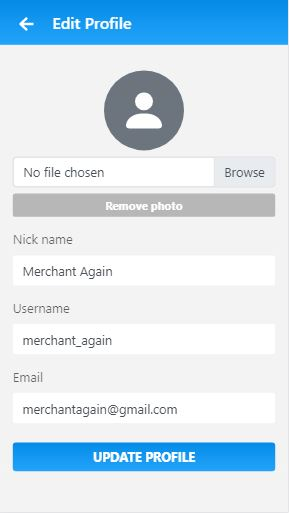 Edit Profile
No file chosen Browse
Remove photo
Nick name
Merchant Again
Username
merchant_again
Email
merchantagain@gmail.com
UPDATE PROFILE